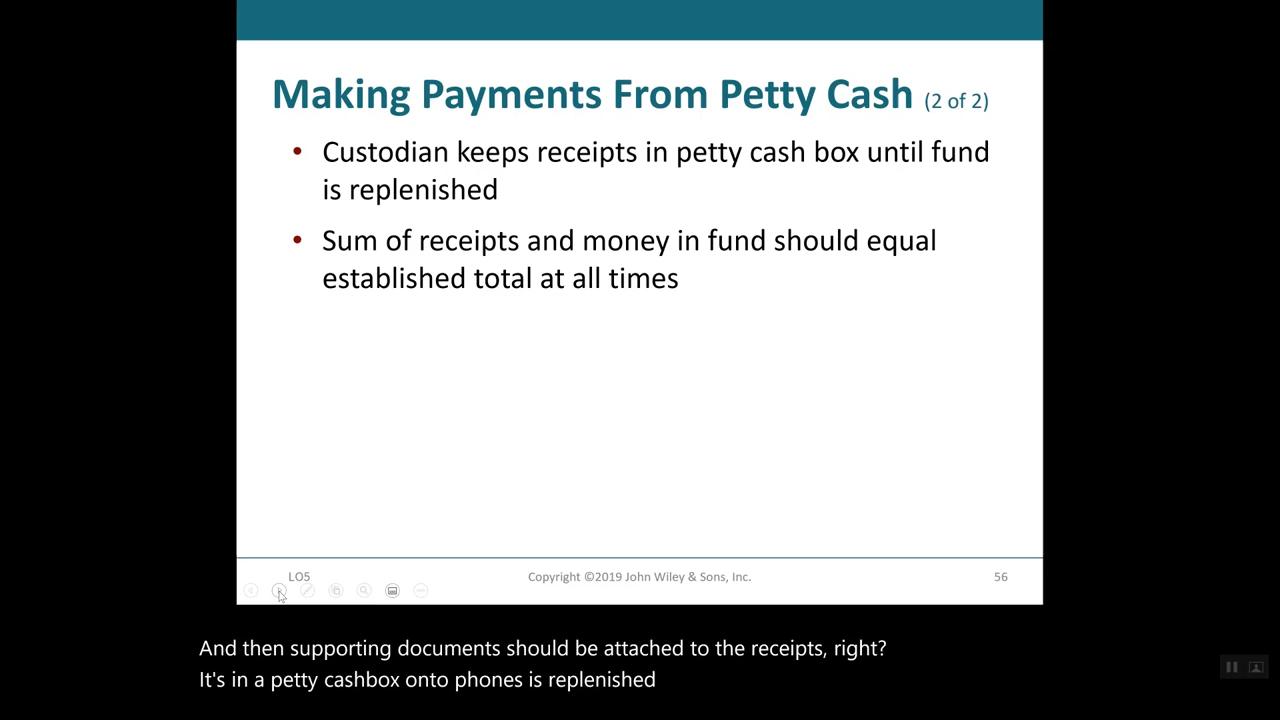 Making Payments From Petty Cash (2 of 2)
• Custodian keeps receipts in petty cash box until fund
is replenished
• Sum of receipts and money in fund should equal
established total at all times
LO5
Copyright ©2019 John Wiley & Sons, Inc.
56
And then supporting documents should be attached to the receipts, right?
It's in a petty cashbox onto phones is replenished